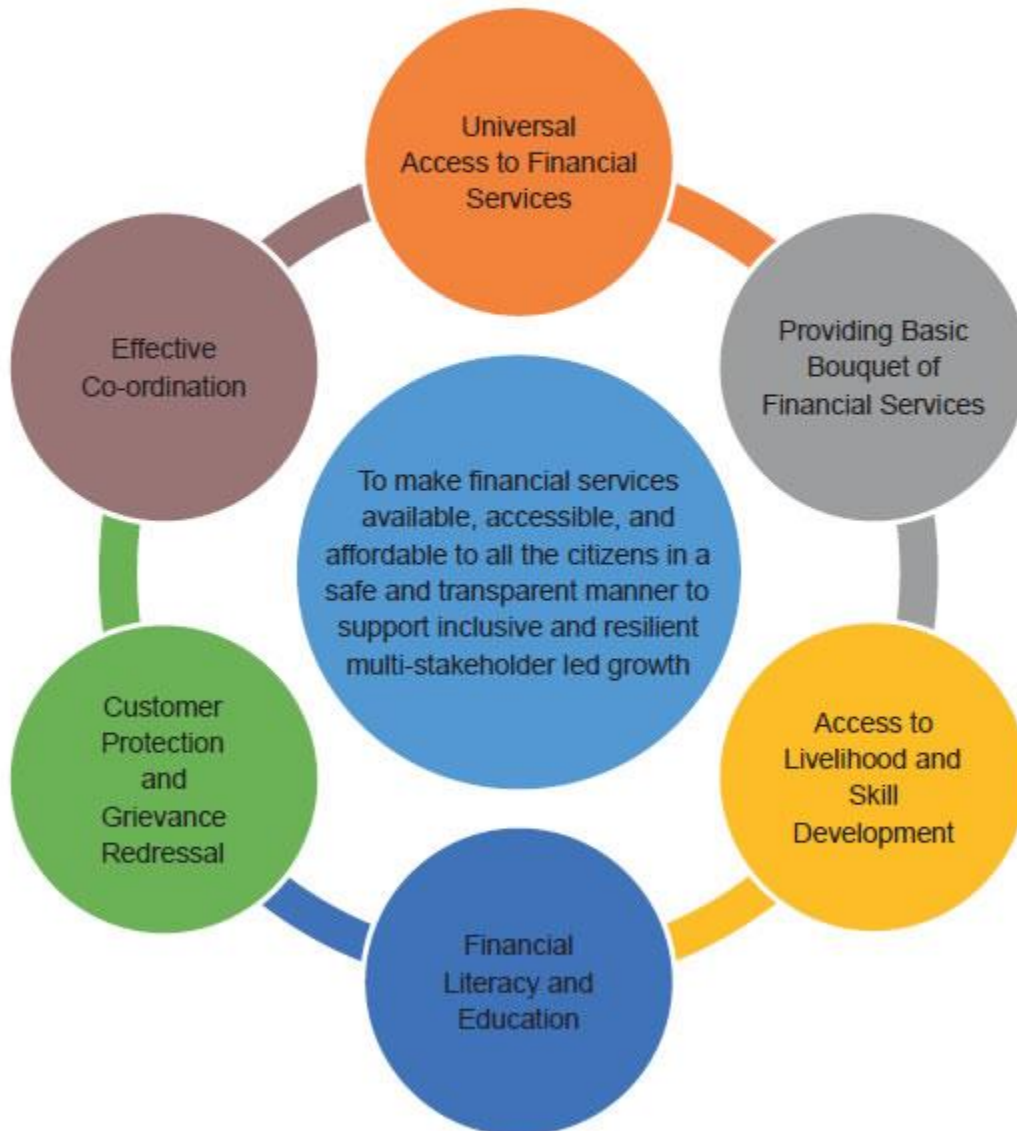 Universal
Access to Financial
Services
Providing Basic
Bouquet of
Financial Services
Access to
Livelihood and
Skill
Development
Financial
Literacy and
Education
Customer
Protection
and
Grievance
Redressal
Effective
Co-ordination
To make financial services
available, accessible, and
affordable to all the citizens in a
safe and transparent manner to
support inclusive and resilient
multi-stakeholder led growth